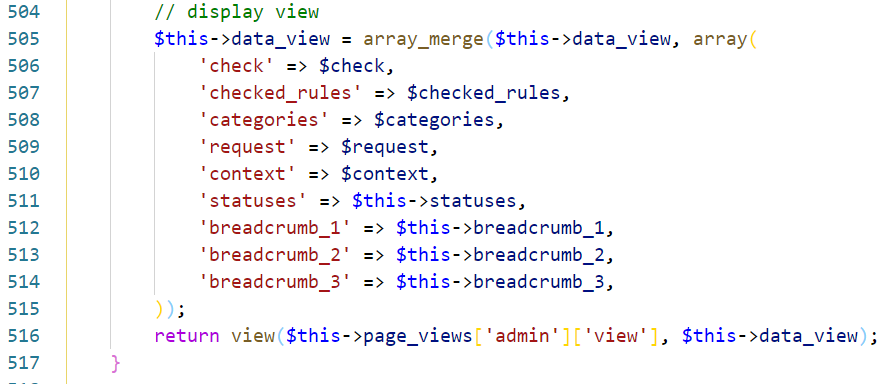 504 // display view
505 $this->data_view = array_merge($this->data_view, array(
506 'check' => $check,
507 'checked_rules' => $checked_rules,
508 'categories' => $categories,
509 'request' => $request,
510 'context' => $context,
511 'statuses' => $this->statuses,
512 'breadcrumb_1' => $this->breadcrumb_1,
513 'breadcrumb_2' => $this->breadcrumb_2,
514 'breadcrumb_3' => $this->breadcrumb_3,
515 ));
516 return view($this->page_views['admin']['view'], $this->data_view);
517 }